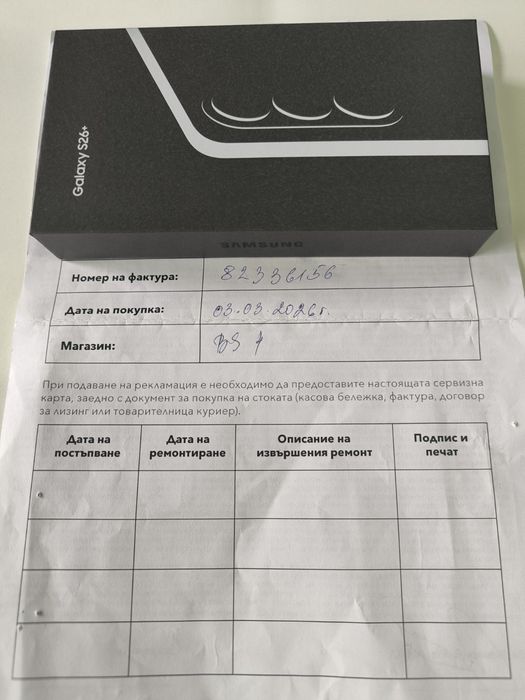 Galaxy S26+
SAMSUNG
Номер на фактура: 82336156
Дата на покупка: 03.03.2026г.
Магазин:
При подаване на рекламация е необходимо да предоставите настоящата сервизна
карта, заедно с документ за покупка на стоката (касова бележка, фактура, договор
за лизинг или товарителница куриер).
Дата на постъпване
Дата на ремонтиране
Описание на извършения ремонт
Подпис и печат